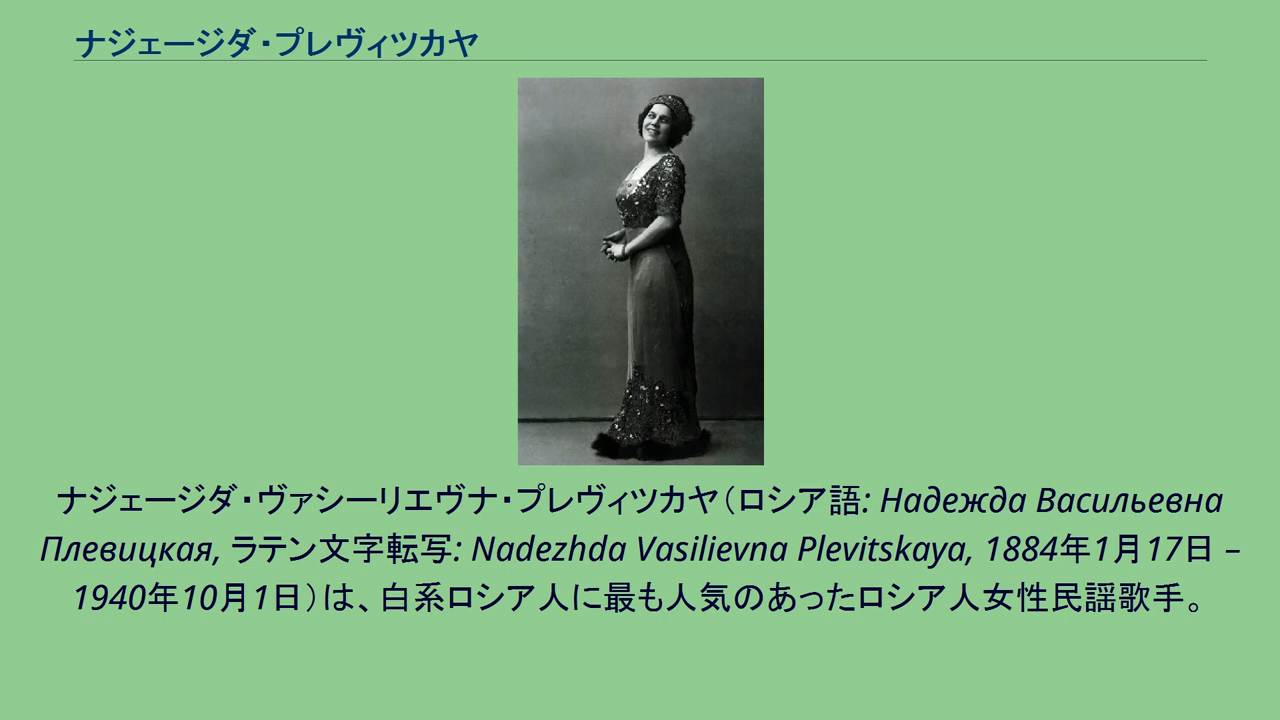 ナジェージダ・プレヴィツカヤ
ナジェージダ・ヴァシーリエヴナ・プレヴィツカヤ（ロシア語: Надежда Васильевна
Плевицкая, ラテン文字転写: Nadezhda Vasilievna Plevitskaya, 1884年1月17日 –
1940年10月1日）は、白系ロシア人に最も人気のあったロシア人女性民謡歌手。